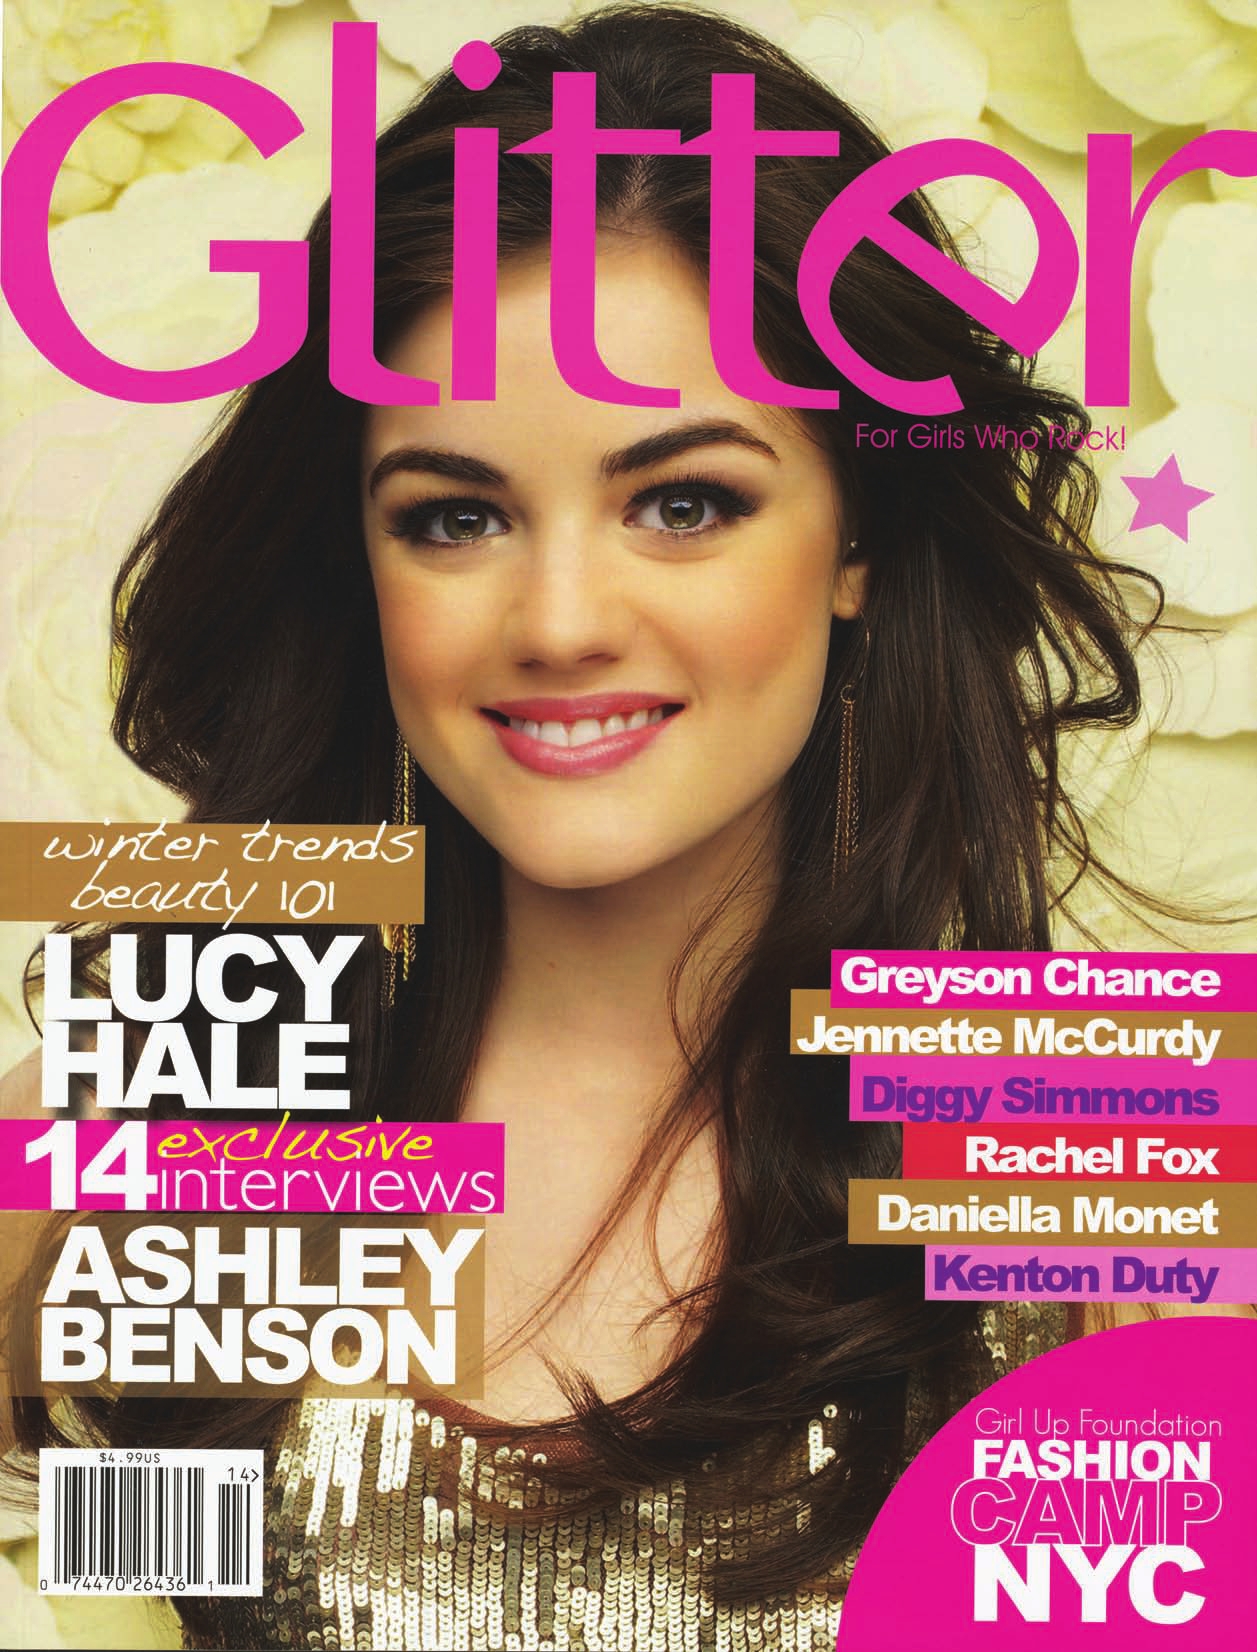 Glitter
For Girls Who Rock!
winter trends
beauty 101
LUCY
HALE
14 exclusive
interviews
ASHLEY
BENSON
Greyson Chance
Jennette McCurdy
Diggy Simmons
Rachel Fox
Daniella Monet
Kenton Duty
Girl Up Foundation
FASHION
CAMP
NYC
$4.99US
14>
0 74470 26436 1